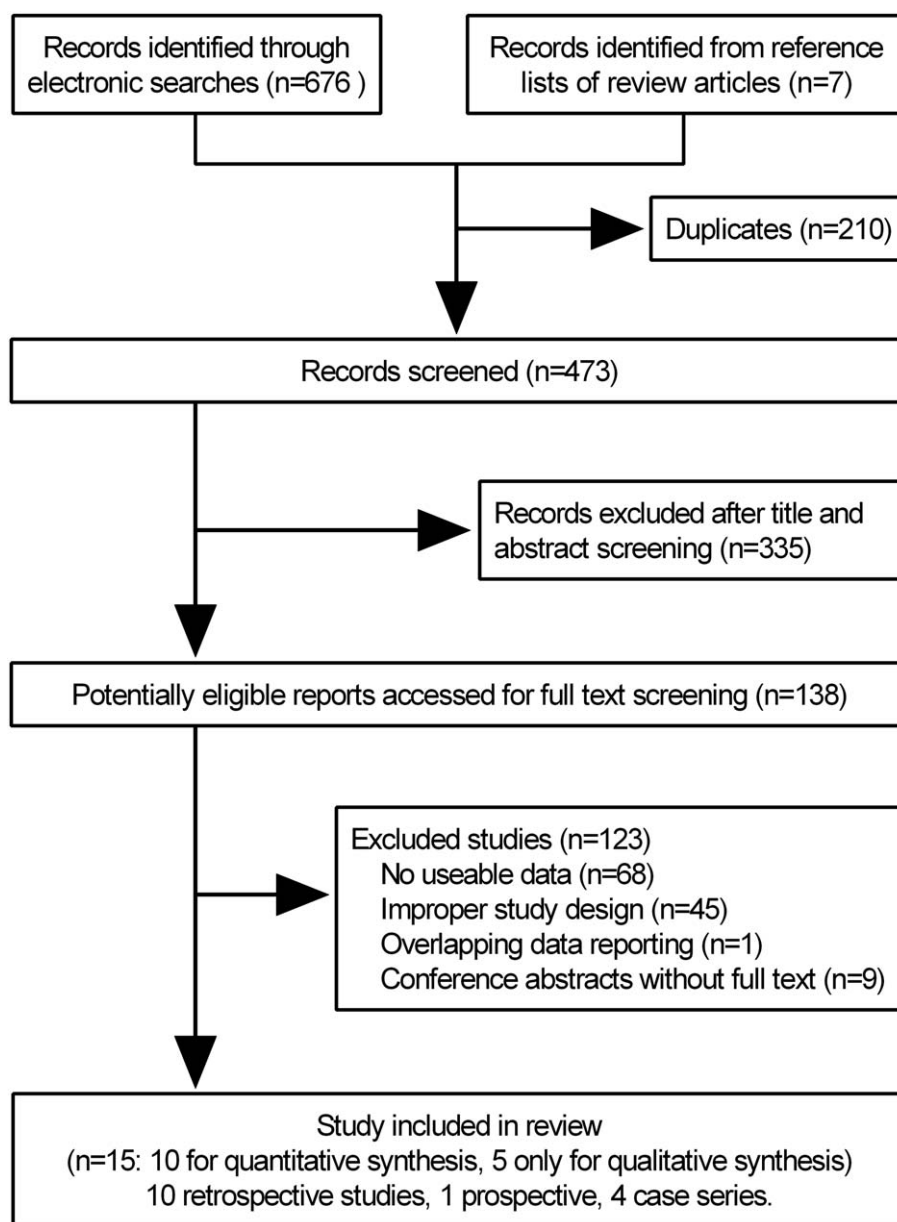 Records identified through
electronic searches (n=676 )
Records identified from reference
lists of review articles (n=7)
Duplicates (n=210)
Records screened (n=473)
Records excluded after title and
abstract screening (n=335)
Potentially eligible reports accessed for full text screening (n=138)
Excluded studies (n=123)
No useable data (n=68)
Improper study design (n=45)
Overlapping data reporting (n=1)
Conference abstracts without full text (n=9)
Study included in review
(n=15: 10 for quantitative synthesis, 5 only for qualitative synthesis)
10 retrospective studies, 1 prospective, 4 case series.